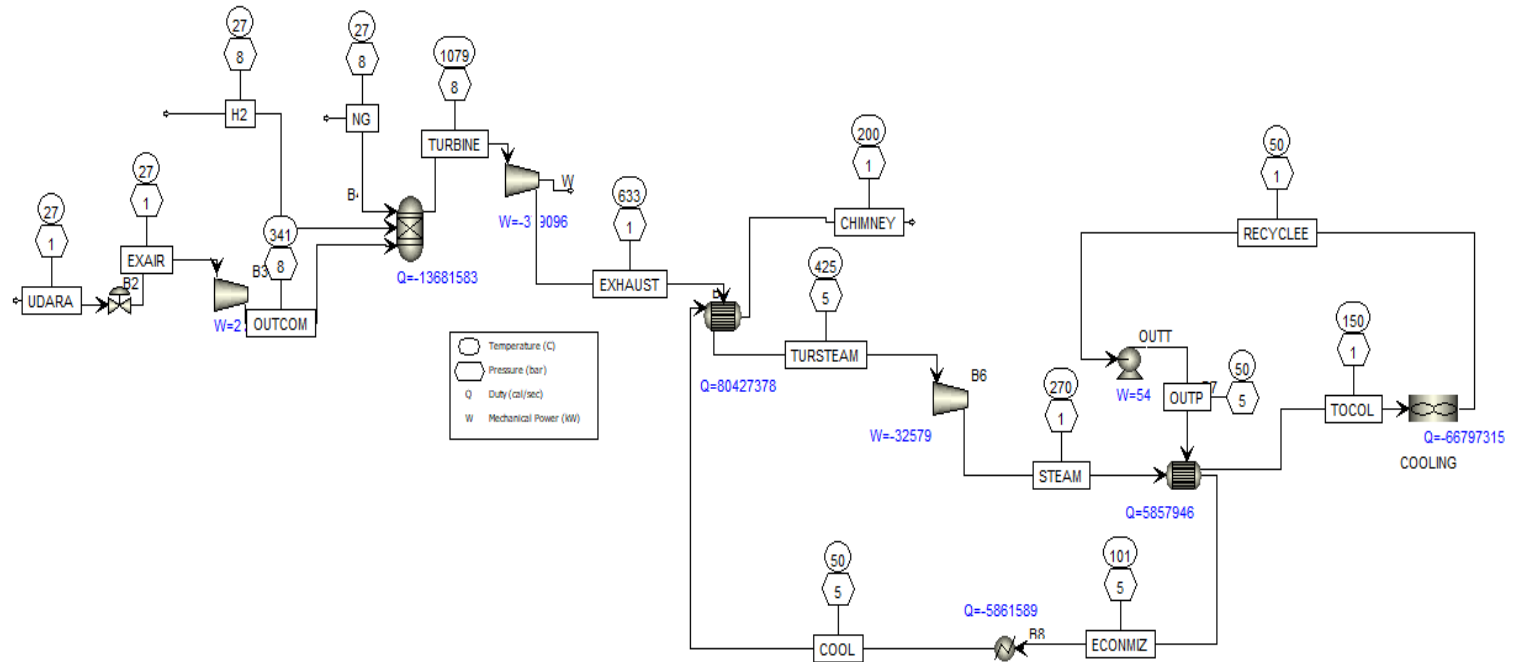 27
8
H2
27
8
NG
1079
8
TURBINE
W
27
1
UDARA
B2
27
1
EXAIR
B3
W=2
341
8
OUTCOM
Q=-13681583
633
1
EXHAUST
200
1
CHIMNEY
Q=80427378
425
5
TURSTEAM
B6
W=-32579
270
1
STEAM
50
1
RECYCLEE
OUTT
W=54
OUTP
50
5
Q=5857946
150
1
TOCOL
Q=-66797315
COOLING
101
5
ECONMIZ
B8
Q=-5861589
50
5
COOL
Temperature (C)
Pressure (bar)
Q Duty (cal/sec)
W Mechanical Power (kW)